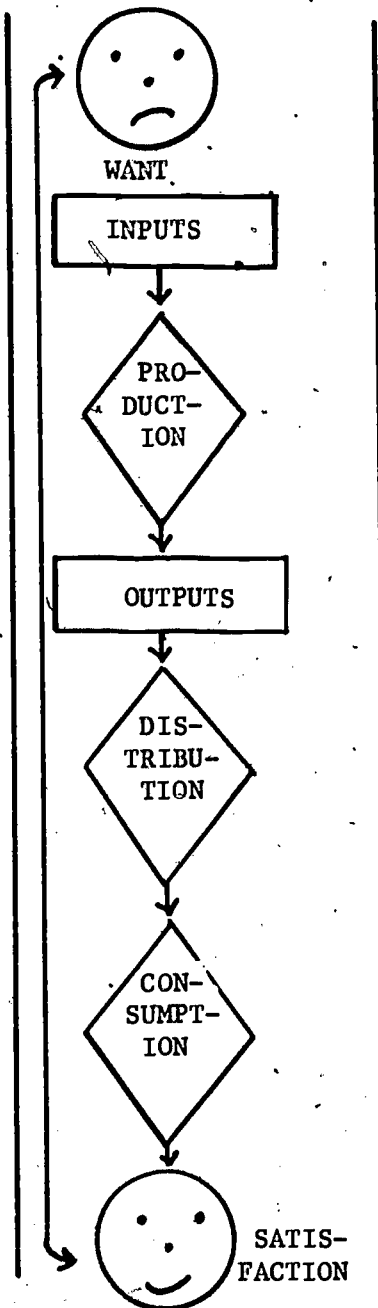 WANT
INPUTS
PRO-
DUCT-
ION
OUTPUTS
DIS-
TRIBU-
TION
CON-
SUMPT-
ION
SATIS-
FACTION